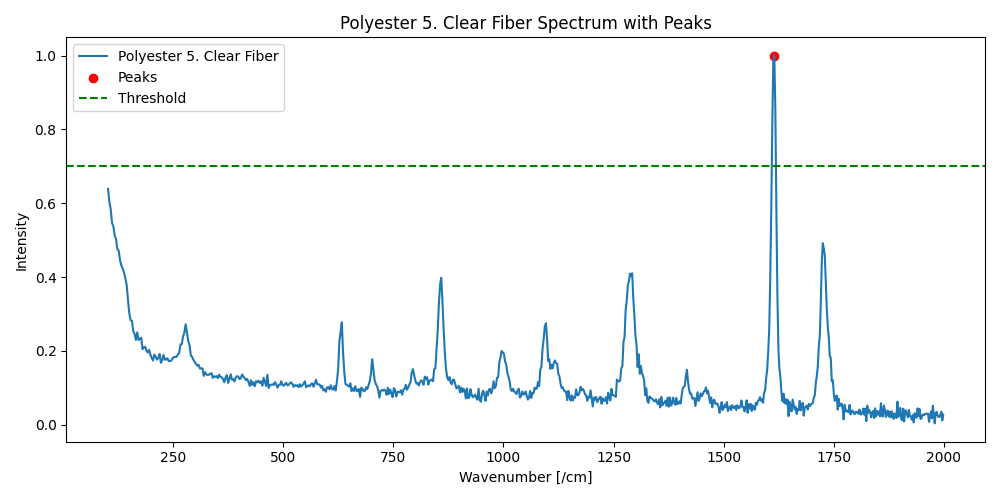 Polyester 5. Clear Fiber Spectrum with Peaks
Polyester 5. Clear Fiber
Peaks
Threshold
Intensity
1.0
0.8
0.6
0.4
0.2
0.0
250 500 750 1000 1250 1500 1750 2000
Wavenumber [/cm]